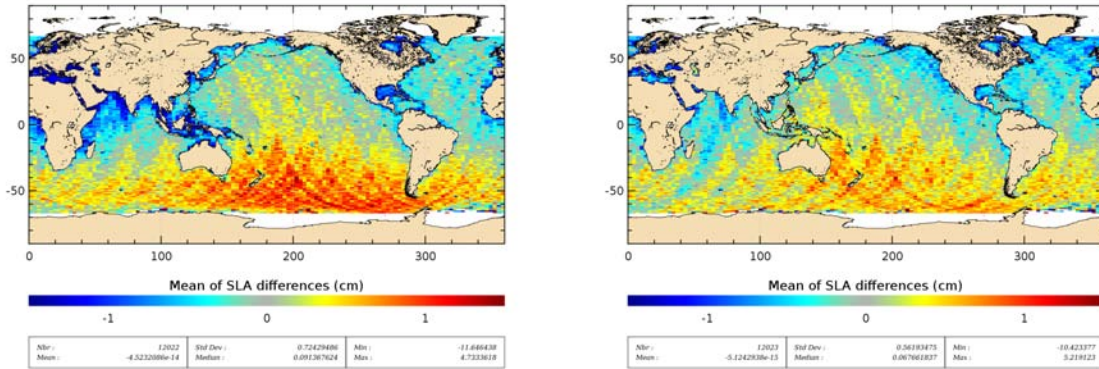 50
0
-50
0 100 200 300
Mean of SLA differences (cm)
-1 0 1
Nbr : 12022 Std Dev : 0.72429486 Min : -11.646438
Mean : -4.5232086e-14 Median : 0.091367624 Max : 4.7333618
50
0
-50
0 100 200 300
Mean of SLA differences (cm)
-1 0 1
Nbr : 12023 Std Dev : 0.56193475 Min : -10.423377
Mean : -5.1242938e-15 Median : 0.067661837 Max : 5.219123